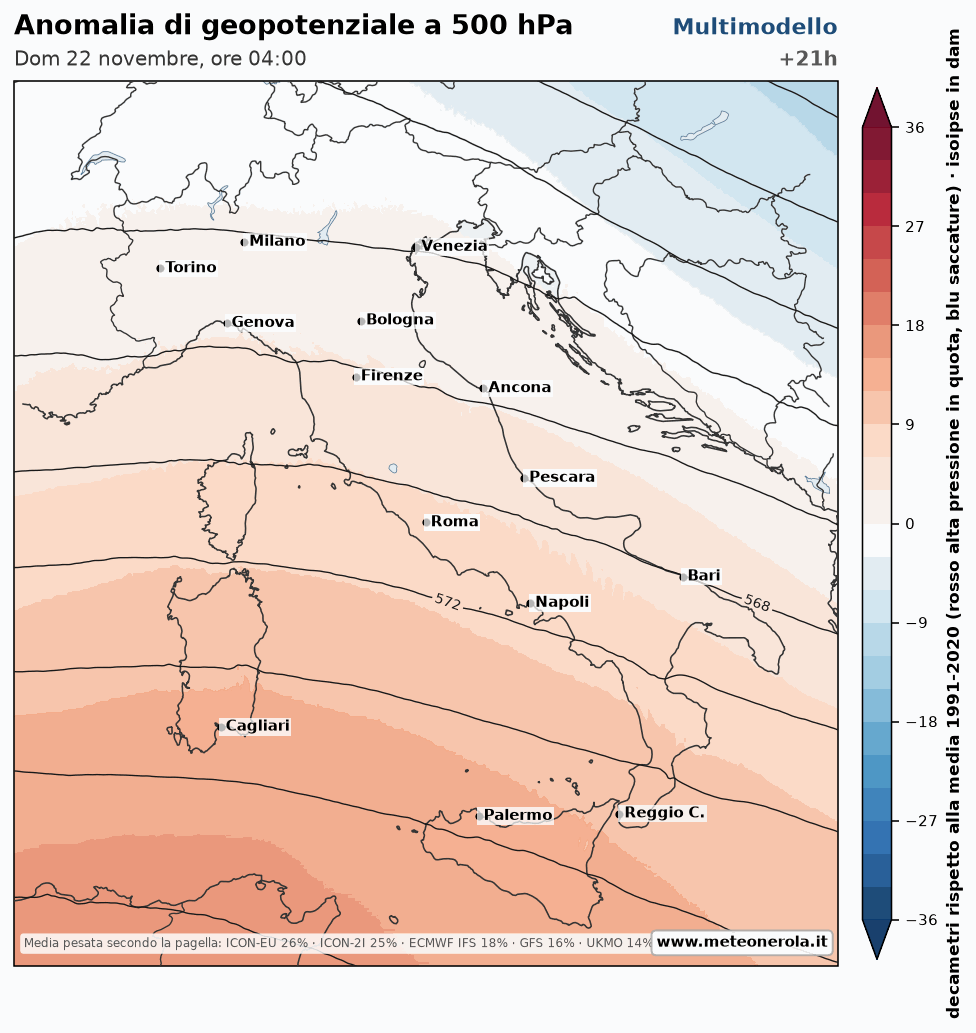 Anomalia di geopotenziale a 500 hPa
Multimodello
Dom 22 novembre, ore 04:00
+21h
Milano
Venezia
Torino
Genova
Bologna
Firenze
Ancona
Pescara
Roma
Bari
572
Napoli
568
Cagliari
Palermo
Reggio C.
Media pesata secondo la pagella: ICON-EU 26% · ICON-2I 25% · ECMWF IFS 18% · GFS 16% · UKMO 14%
www.meteonerola.it
36
27
18
9
0
−9
−18
−27
−36
decametri rispetto alla media 1991-2020 (rosso alta pressione in quota, blu saccature) · isoipse in dam